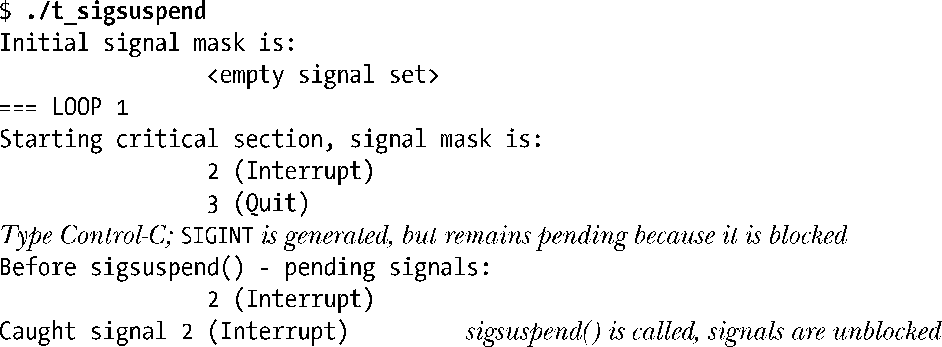 $ ./t_sigsuspend
Initial signal mask is:
<empty signal set>
=== LOOP 1
Starting critical section, signal mask is:
2 (Interrupt)
3 (Quit)
Type Control-C; SIGINT is generated, but remains pending because it is blocked
Before sigsuspend() - pending signals:
2 (Interrupt)
Caught signal 2 (Interrupt) sigsuspend() is called, signals are unblocked